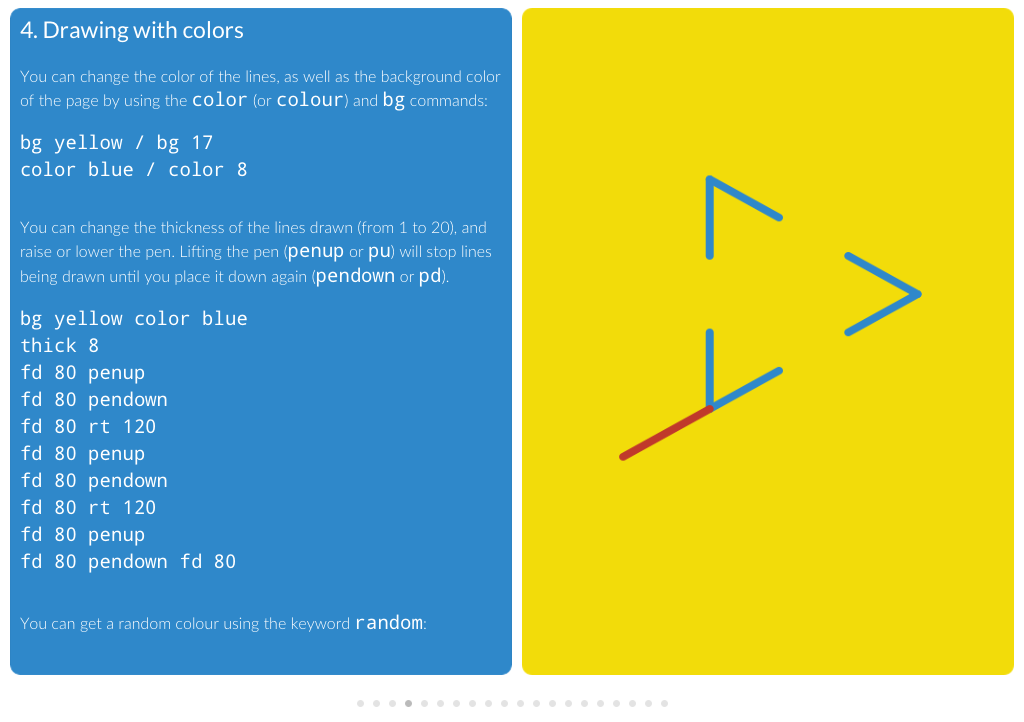 4. Drawing with colors
You can change the color of the lines, as well as the background color
of the page by using the color (or colour) and bg commands:
bg yellow / bg 17
color blue / color 8
You can change the thickness of the lines drawn (from 1 to 20), and
raise or lower the pen. Lifting the pen (penup or pu) will stop lines
being drawn until you place it down again (pendown or pd).
bg yellow color blue
thick 8
fd 80 penup
fd 80 pendown
fd 80 rt 120
fd 80 penup
fd 80 pendown
fd 80 rt 120
fd 80 penup
fd 80 pendown fd 80
You can get a random colour using the keyword random: